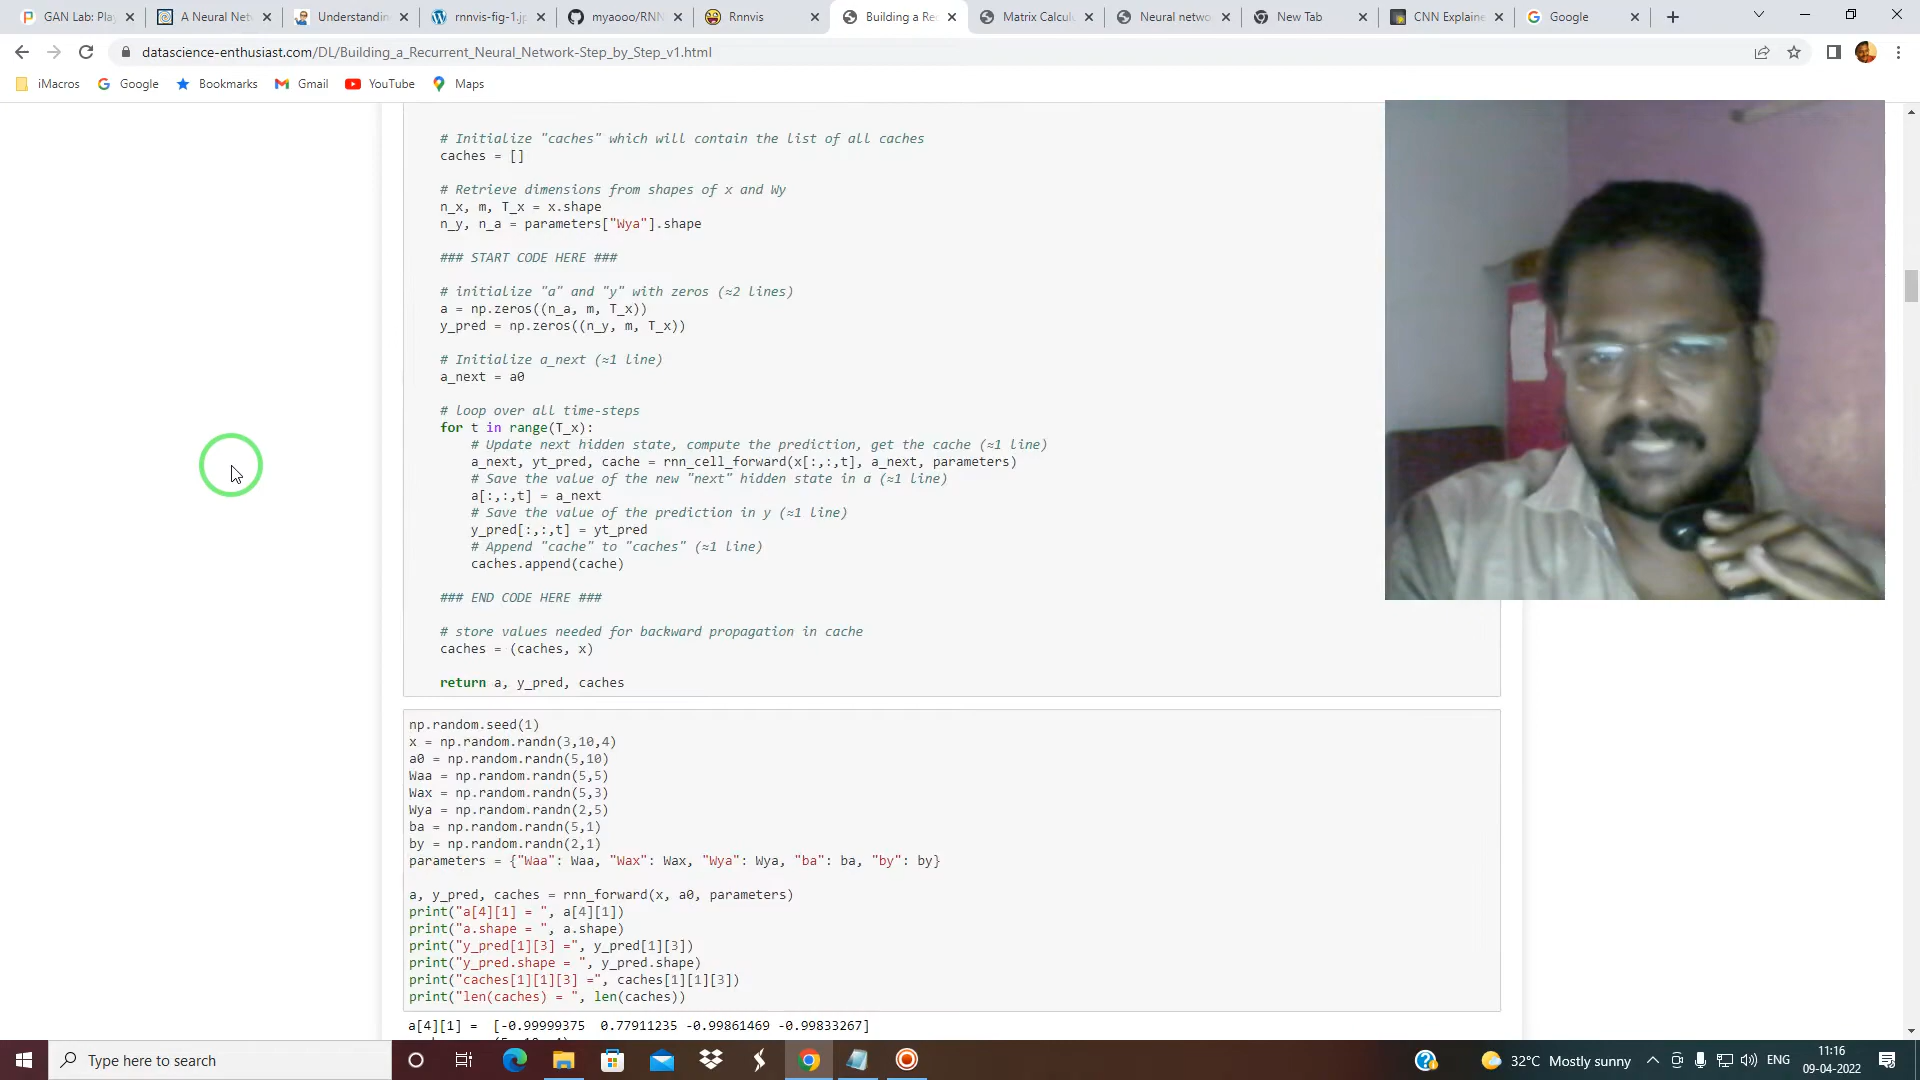 GAN Lab: Play
A Neural Net
Understandin
rnnvis-fig-1.j
myaooo/RNN
Rnnvis
Building a Re
Matrix Calcul
Neural netwo
New Tab
CNN Explaine
Google
datascience-enthusiast.com/DL/Building_a_Recurrent_Neural_Network-Step_by_Step_v1.html
iMacros
Google
Bookmarks
Gmail
YouTube
Maps
# Initialize "caches" which will contain the list of all caches
caches = []
# Retrieve dimensions from shapes of x and Wy
n_x, m, T_x = x.shape
n_y, n_a = parameters["Wya"].shape
### START CODE HERE ###
# initialize "a" and "y" with zeros (≈2 lines)
a = np.zeros((n_a, m, T_x))
y_pred = np.zeros((n_y, m, T_x))
# Initialize a_next (≈1 line)
a_next = a0
# loop over all time-steps
for t in range(T_x):
# Update next hidden state, compute the prediction, get the cache (≈1 line)
a_next, yt_pred, cache = rnn_cell_forward(x[:,:,t], a_next, parameters)
# Save the value of the new "next" hidden state in a (≈1 line)
a[:,:,t] = a_next
# Save the value of the prediction in y (≈1 line)
y_pred[:,:,t] = yt_pred
# Append "cache" to "caches" (≈1 line)
caches.append(cache)
### END CODE HERE ###
# store values needed for backward propagation in cache
caches = (caches, x)
return a, y_pred, caches
np.random.seed(1)
x = np.random.randn(3,10,4)
a0 = np.random.randn(5,10)
Waa = np.random.randn(5,5)
Wax = np.random.randn(5,3)
Wya = np.random.randn(2,5)
ba = np.random.randn(5,1)
by = np.random.randn(2,1)
parameters = {"Waa": Waa, "Wax": Wax, "Wya": Wya, "ba": ba, "by": by}
a, y_pred, caches = rnn_forward(x, a0, parameters)
print("a[4][1] = ", a[4][1])
print("a.shape = ", a.shape)
print("y_pred[1][3] =", y_pred[1][3])
print("y_pred.shape = ", y_pred.shape)
print("caches[1][1][3] =", caches[1][1][3])
print("len(caches) = ", len(caches))
a[4][1] =  [-0.99999375  0.77911235 -0.99861469 -0.99833267]
Type here to search
32°C Mostly sunny
ENG
11:16
09-04-2022